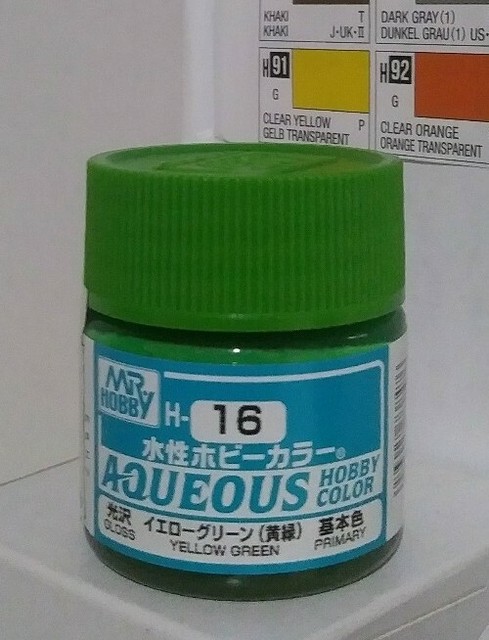 KHAKI T
KHAKI J・UK・II
DARK GRAY(1)
DUNKEL GRAU(1) US・
H91
G
CLEAR YELLOW P
GELB TRANSPARENT
H92
G
CLEAR ORANGE
ORANGE TRANSPARENT
MR. HOBBY
H- 16
水性ホビーカラー®
AQUEOUS HOBBY COLOR
光沢 イエローグリーン(黄緑) 基本色
GLOSS YELLOW GREEN PRIMARY